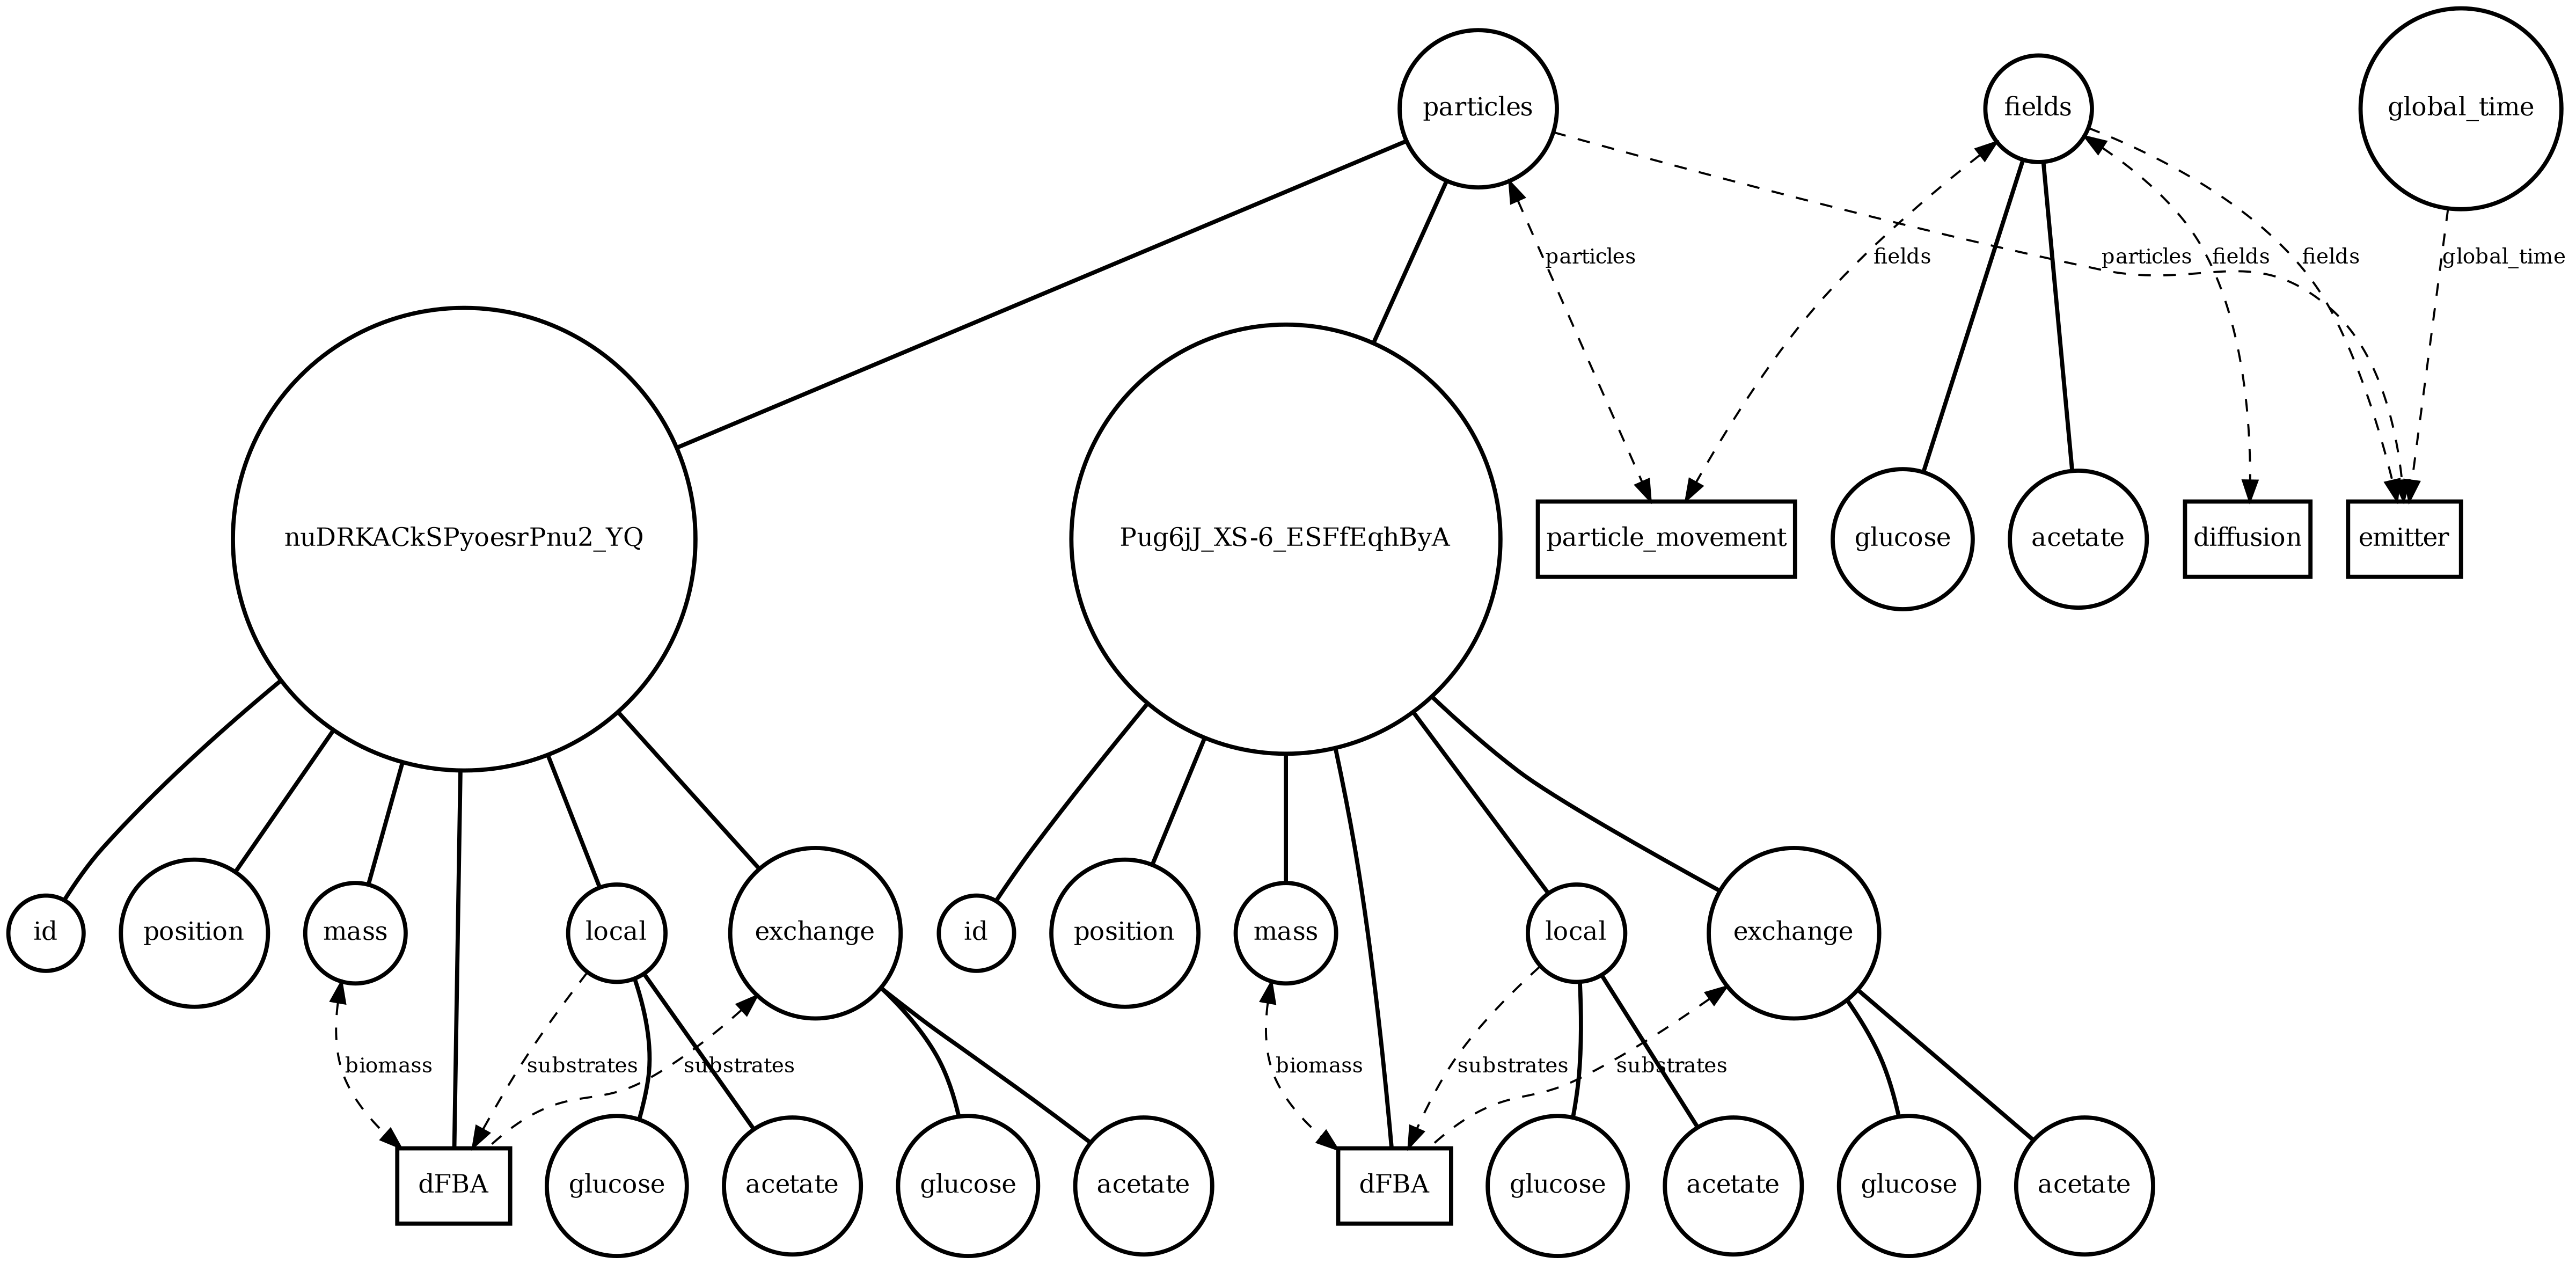 particles
fields
global_time
particles
fields
particles
fields
fields
global_time
nuDRKACkSPyoesrPnu2_YQ
Pug6jJ_XS-6_ESFfEqhByA
particle_movement
glucose
acetate
diffusion
emitter
id
position
mass
local
exchange
id
position
mass
local
exchange
biomass
substrates
substrates
biomass
substrates
substrates
dFBA
glucose
acetate
glucose
acetate
dFBA
glucose
acetate
glucose
acetate